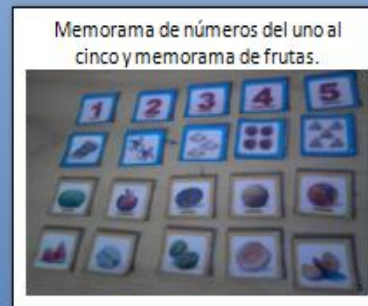 Memorama de números del uno al
cinco y memorama de frutas.
1 2 3 4 5